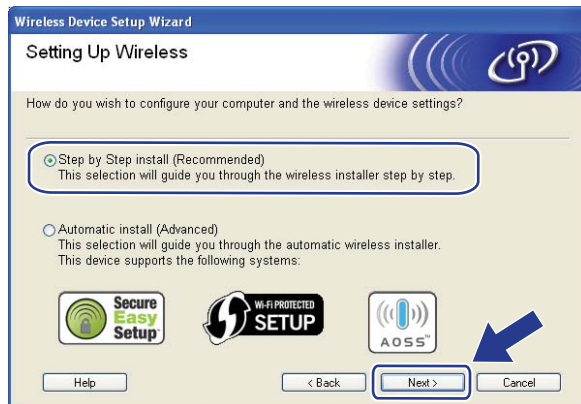 Wireless Device Setup Wizard
Setting Up Wireless
How do you wish to configure your computer and the wireless device settings?
Step by Step install (Recommended)
This selection will guide you through the wireless installer step by step.
Automatic install (Advanced)
This selection will guide you through the automatic wireless installer.
This device supports the following systems:
Secure
Easy
Setup
Wi-Fi PROTECTED
SETUP
AOSS™
Help
< Back
Next >
Cancel